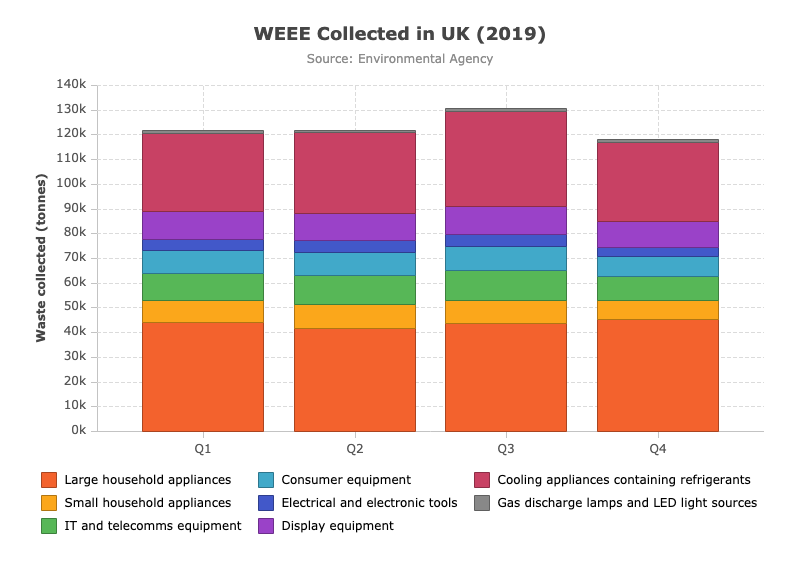 WEEE Collected in UK (2019)
Source: Environmental Agency
Waste collected (tonnes)
140k
130k
120k
110k
100k
90k
80k
70k
60k
50k
40k
30k
20k
10k
0k
Q1 Q2 Q3 Q4
Large household appliances Consumer equipment Cooling appliances containing refrigerants
Small household appliances Electrical and electronic tools Gas discharge lamps and LED light sources
IT and telecomms equipment Display equipment